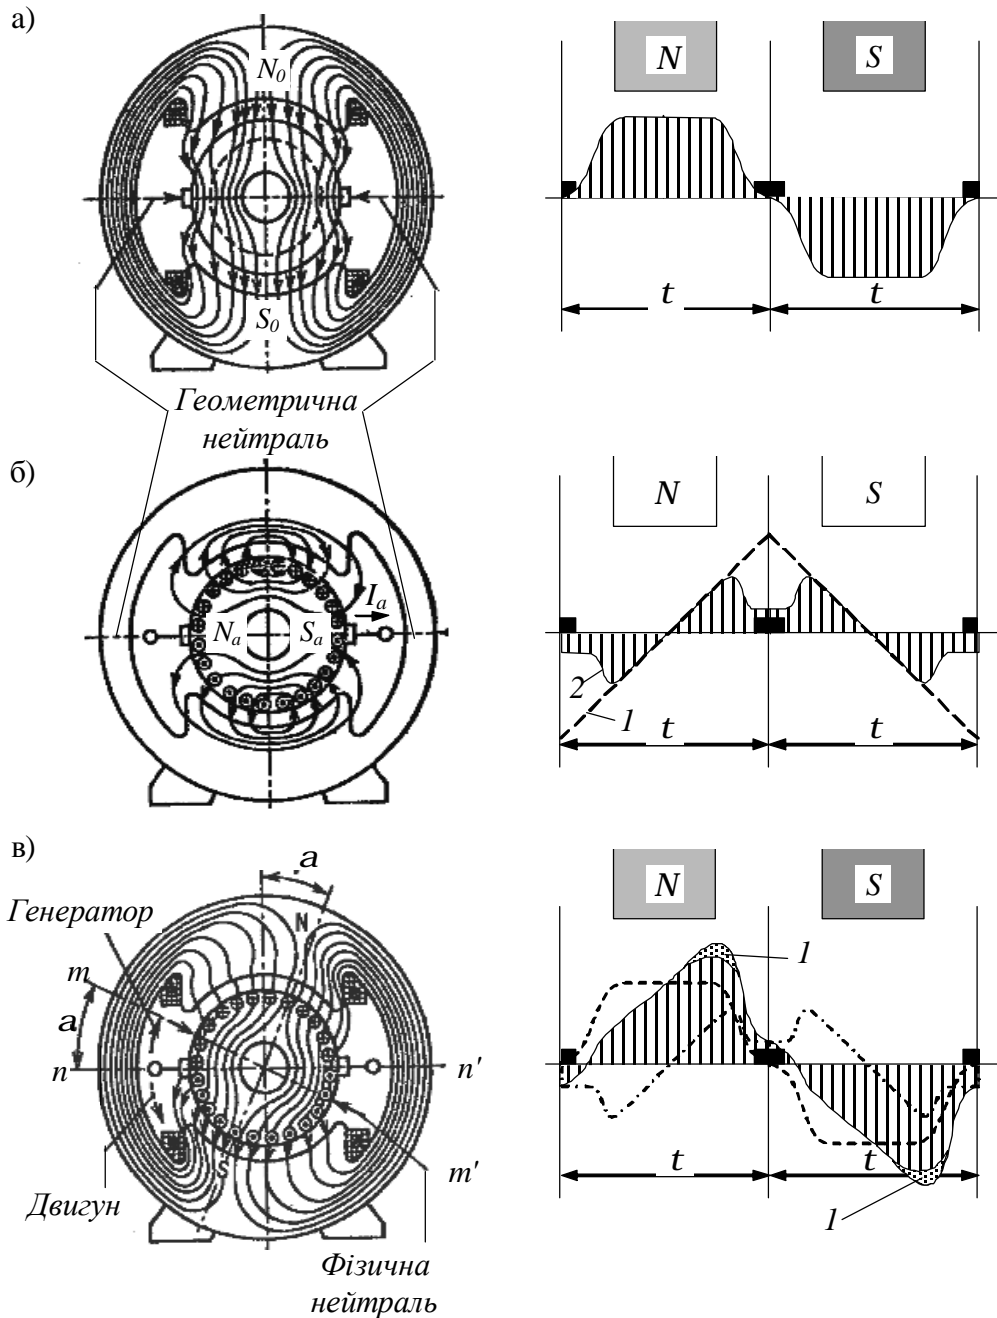 а)
N₀
S₀
N
S
t
t
Геометрична
нейтраль
б)
Nₐ
Sₐ
Iₐ
N
S
2
1
t
t
в)
a
Генератор
N
m
a
n
n'
S
m'
Двигун
Фізична
нейтраль
N
S
1
t
t
1